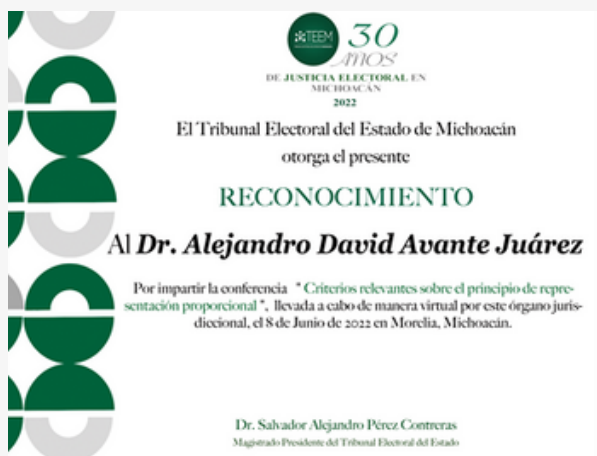 TEEM
30
AÑOS
DE JUSTICIA ELECTORAL EN
MICHOACÁN
2022
El Tribunal Electoral del Estado de Michoacán
otorga el presente
RECONOCIMIENTO
Al Dr. Alejandro David Avante Juárez
Por impartir la conferencia " Criterios relevantes sobre el principio de repre-
sentación proporcional ", llevada a cabo de manera virtual por este órgano juris-
diccional, el 8 de Junio de 2022 en Morelia, Michoacán.
Dr. Salvador Alejandro Pérez Contreras
Magistrado Presidente del Tribunal Electoral del Estado